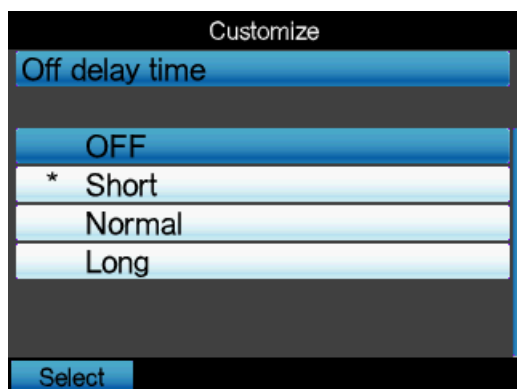 Customize
Off delay time
OFF
* Short
Normal
Long
Select